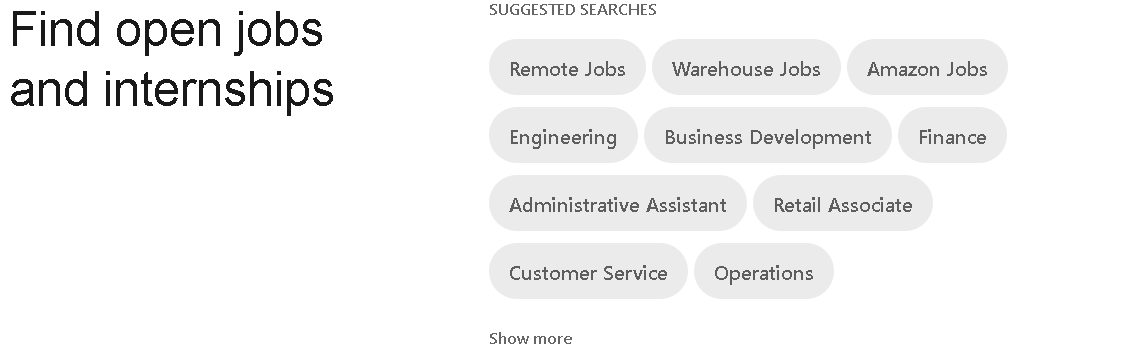 Find open jobs
and internships
SUGGESTED SEARCHES
Remote Jobs
Warehouse Jobs
Amazon Jobs
Engineering
Business Development
Finance
Administrative Assistant
Retail Associate
Customer Service
Operations
Show more